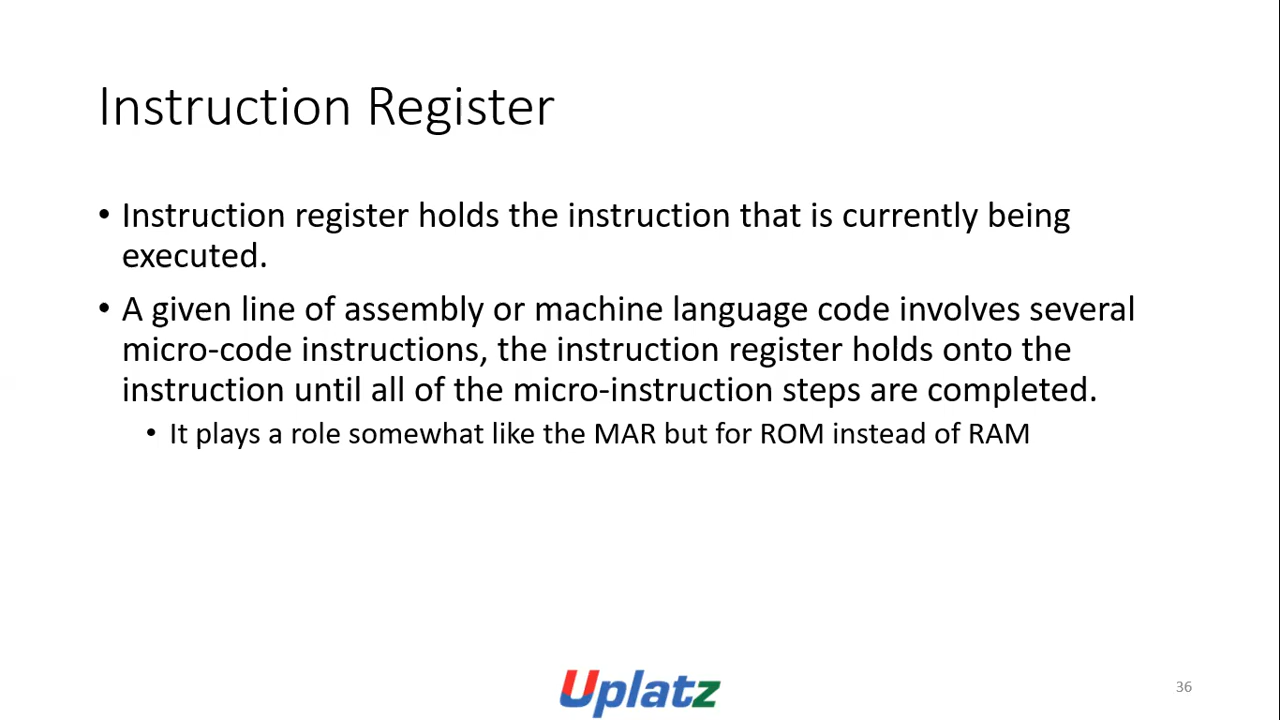 Instruction Register
• Instruction register holds the instruction that is currently being
executed.
• A given line of assembly or machine language code involves several
micro-code instructions, the instruction register holds onto the
instruction until all of the micro-instruction steps are completed.
• It plays a role somewhat like the MAR but for ROM instead of RAM
Uplatz
36